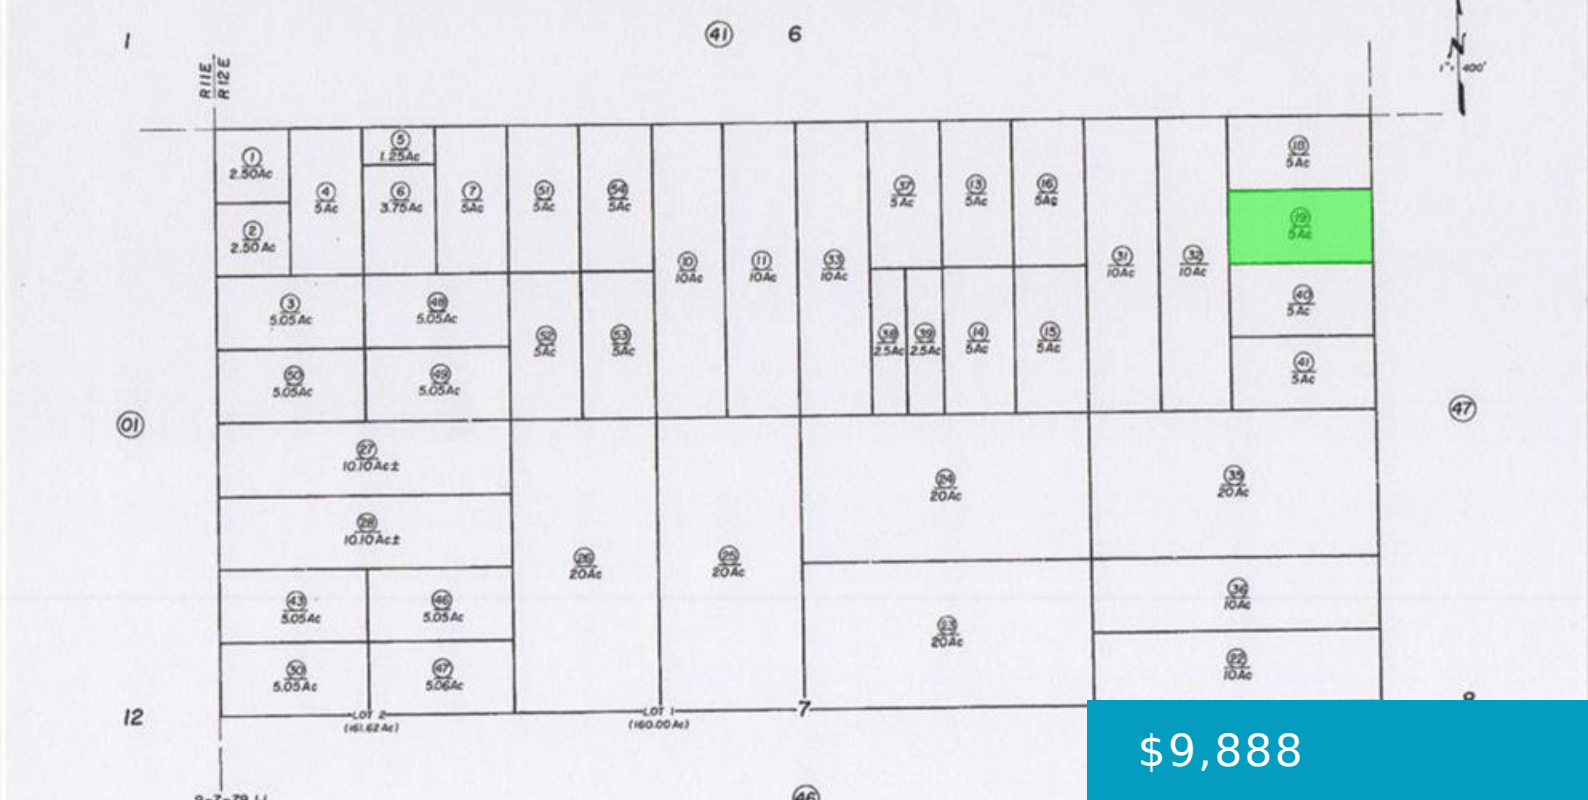 1
41
6
R11E
R12E
N
1"= 400'
1
2.50Ac
2
2.50 Ac
4
5Ac
5
1.25Ac
6
3.75Ac
7
5Ac
51
5Ac
54
5Ac
10
10Ac
11
10Ac
33
10Ac
37
5Ac
13
5Ac
16
5Ac
31
10Ac
32
10Ac
18
5Ac
19
5Ac
40
5Ac
41
5Ac
3
5.05Ac
48
5.05Ac
50
5.05Ac
49
5.05Ac
52
5Ac
53
5Ac
38
2.5Ac
39
2.5Ac
14
5Ac
15
5Ac
01
47
27
10.10Ac±
28
10.10Ac±
24
20Ac
35
20Ac
26
20Ac
25
20Ac
43
5.05Ac
46
5.05Ac
36
10Ac
23
20Ac
30
5.05Ac
47
5.06Ac
22
10Ac
12
LOT 2
(161.62Ac)
LOT 1
(160.00Ac)
7
8
$9,888
46